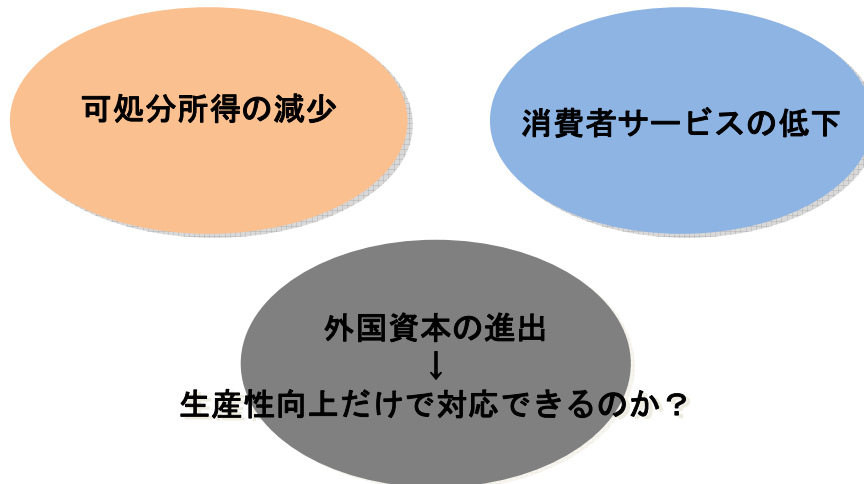 可処分所得の減少
消費者サービスの低下
外国資本の進出
↓
生産性向上だけで対応できるのか？